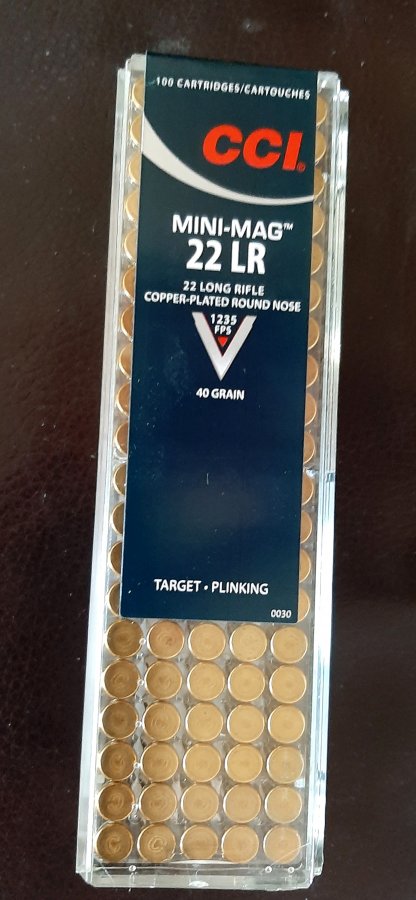 100 CARTRIDGES/CARTOUCHES
CCI®
MINI-MAG™
22 LR
22 LONG RIFLE
COPPER-PLATED ROUND NOSE
1235
FPS
40 GRAIN
TARGET • PLINKING
0030